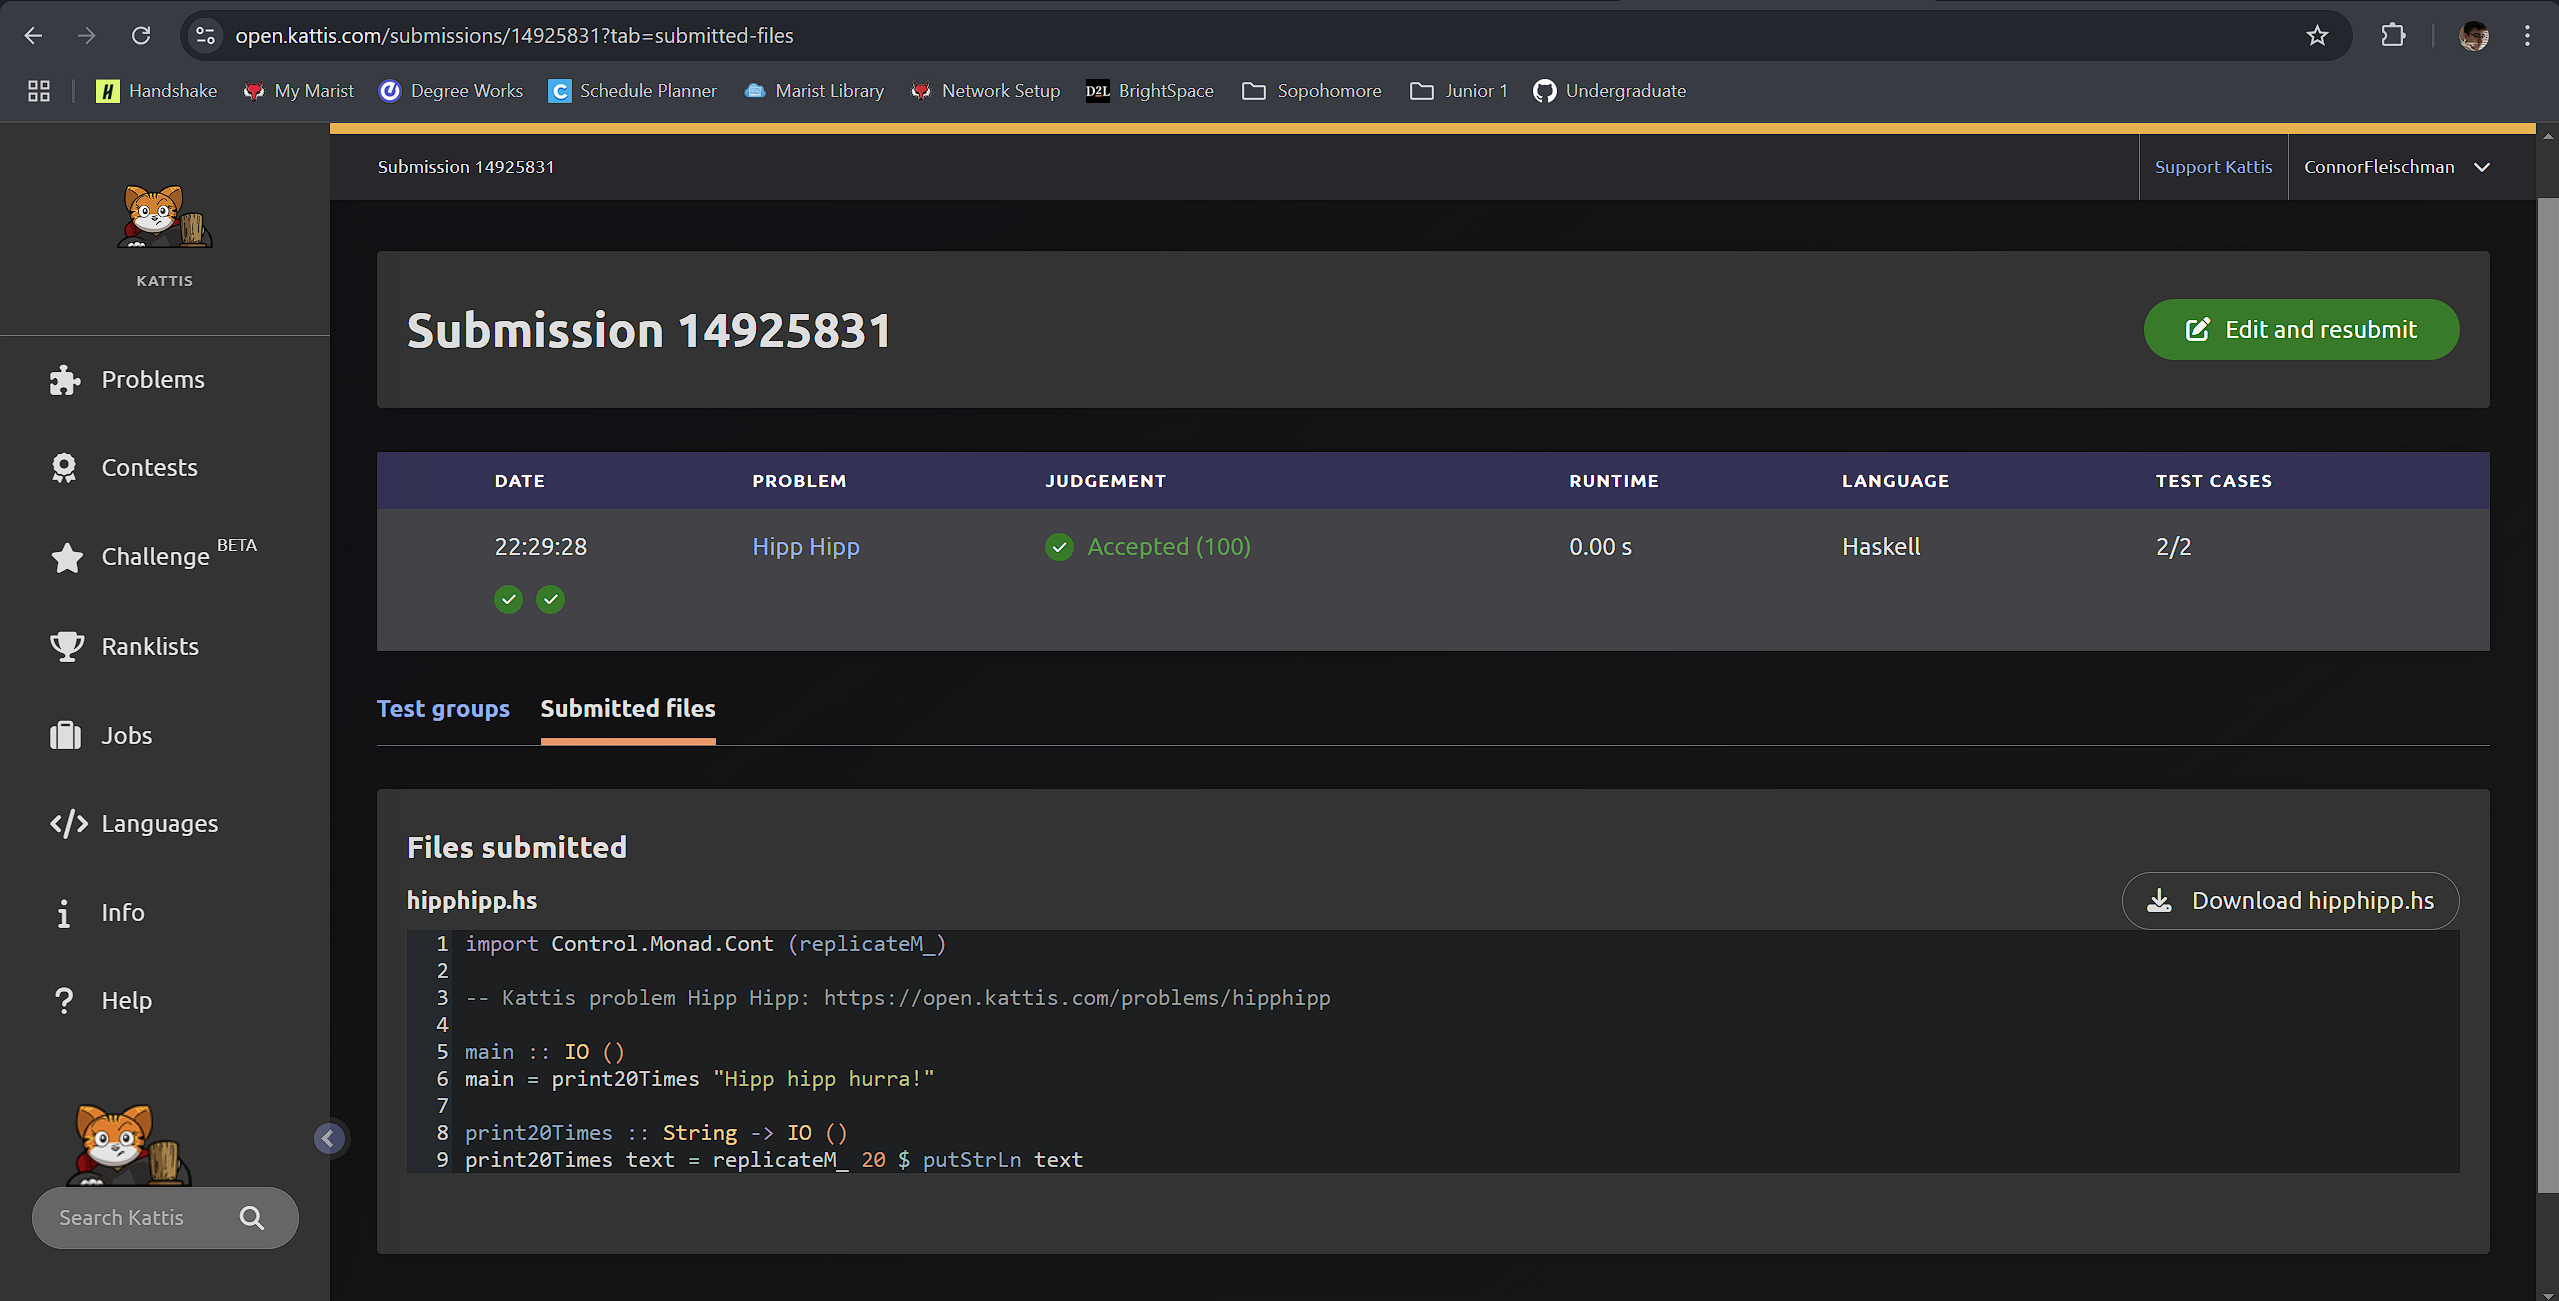 open.kattis.com/submissions/14925831?tab=submitted-files
Handshake My Marist Degree Works Schedule Planner Marist Library Network Setup D2L BrightSpace Sopohomore Junior 1 Undergraduate
Submission 14925831 Support Kattis ConnorFleischman
KATTIS
Submission 14925831 Edit and resubmit
Problems
Contests
Challenge BETA
Ranklists
Jobs
Languages
Info
Help
Search Kattis
DATE PROBLEM JUDGEMENT RUNTIME LANGUAGE TEST CASES
22:29:28 Hipp Hipp Accepted (100) 0.00 s Haskell 2/2
Test groups Submitted files
Files submitted
hipphipp.hs Download hipphipp.hs
1 import Control.Monad.Cont (replicateM_)
2
3 -- Kattis problem Hipp Hipp: https://open.kattis.com/problems/hipphipp
4
5 main :: IO ()
6 main = print20Times "Hipp hipp hurra!"
7
8 print20Times :: String -> IO ()
9 print20Times text = replicateM_ 20 $ putStrLn text